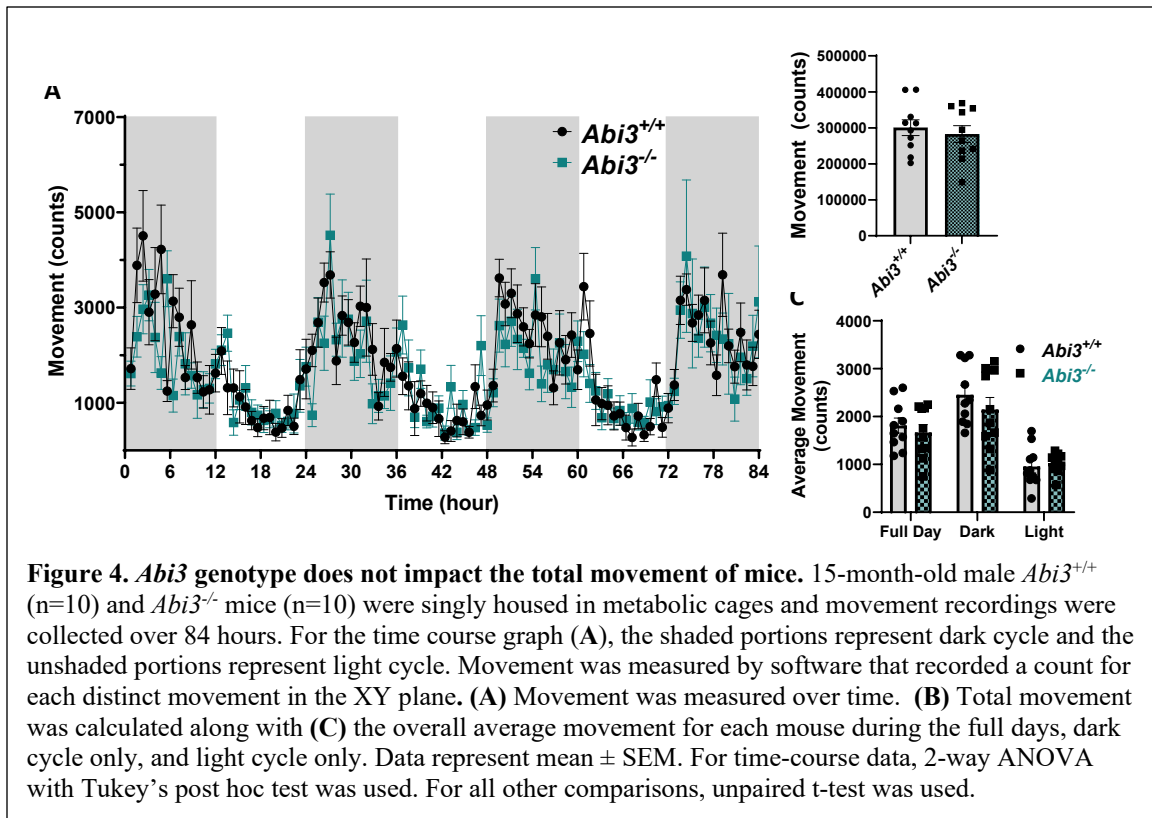 A
7000
5000
3000
1000
Movement (counts)
Abi3+/+
Abi3-/-
0 6 12 18 24 30 36 42 48 54 60 66 72 78 84
Time (hour)
500000
400000
300000
200000
100000
0
Movement (counts)
Abi3+/+
Abi3-/-
C
4000
3000
2000
1000
0
Average Movement
(counts)
Abi3+/+
Abi3-/-
Full Day Dark Light
Figure 4. Abi3 genotype does not impact the total movement of mice. 15-month-old male Abi3+/+
(n=10) and Abi3-/- mice (n=10) were singly housed in metabolic cages and movement recordings were
collected over 84 hours. For the time course graph (A), the shaded portions represent dark cycle and the
unshaded portions represent light cycle. Movement was measured by software that recorded a count for
each distinct movement in the XY plane. (A) Movement was measured over time. (B) Total movement
was calculated along with (C) the overall average movement for each mouse during the full days, dark
cycle only, and light cycle only. Data represent mean ± SEM. For time-course data, 2-way ANOVA
with Tukey's post hoc test was used. For all other comparisons, unpaired t-test was used.